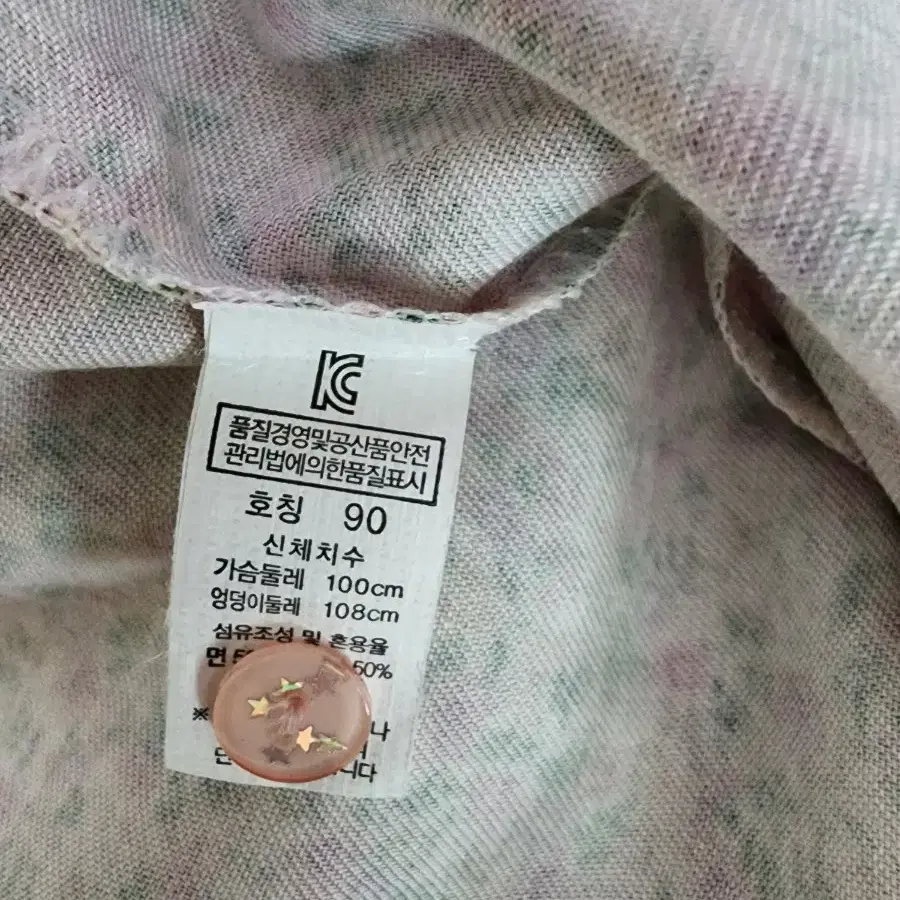 KC
품질경영및공산품안전
관리법에의한품질표시
호칭 90
신체치수
가슴둘레 100cm
엉덩이둘레 108cm
섬유조성 및 혼용율
면 50%
※